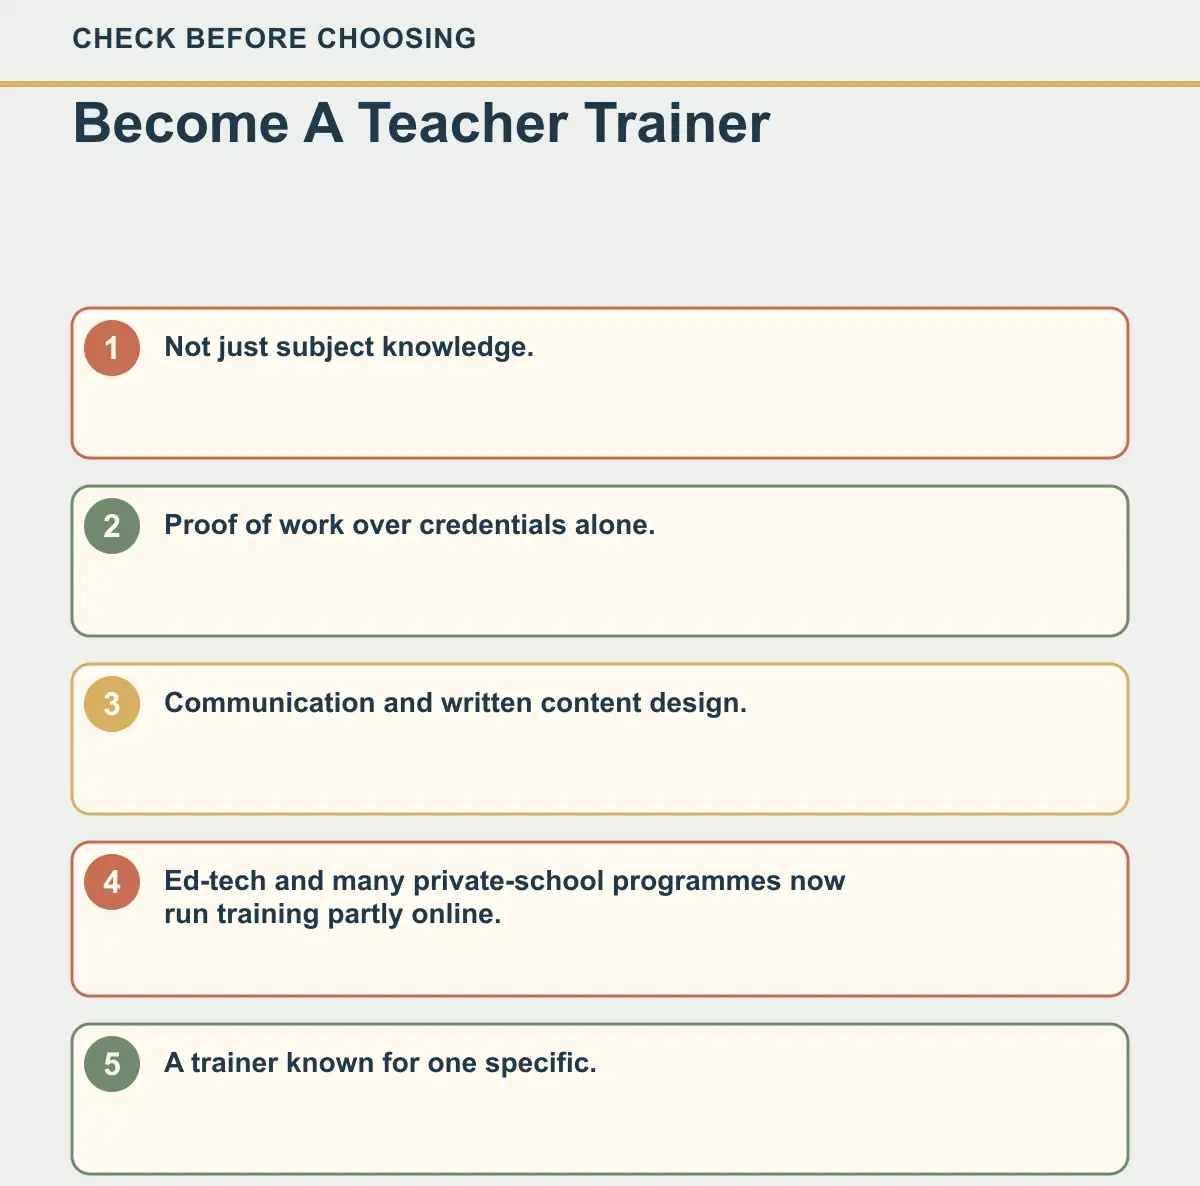 CHECK BEFORE CHOOSING
Become A Teacher Trainer
1 Not just subject knowledge.
2 Proof of work over credentials alone.
3 Communication and written content design.
4 Ed-tech and many private-school programmes now
run training partly online.
5 A trainer known for one specific.